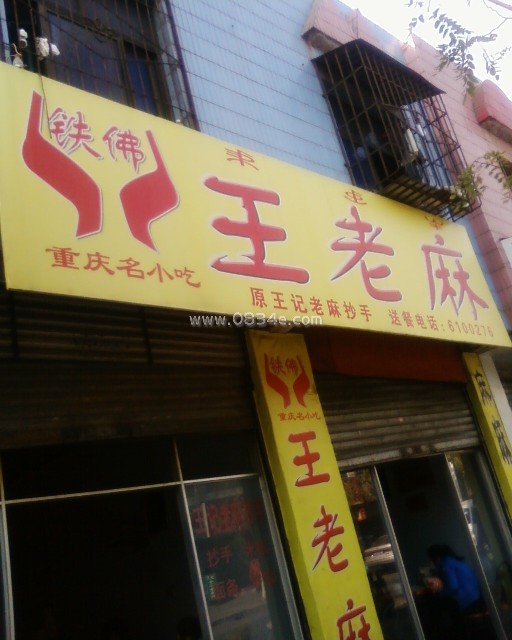 铁佛
重庆名小吃
王老麻
原王记老麻抄手 送餐电话:6100276
www.0834e.com
铁佛
重庆名小吃
王老麻
抄手